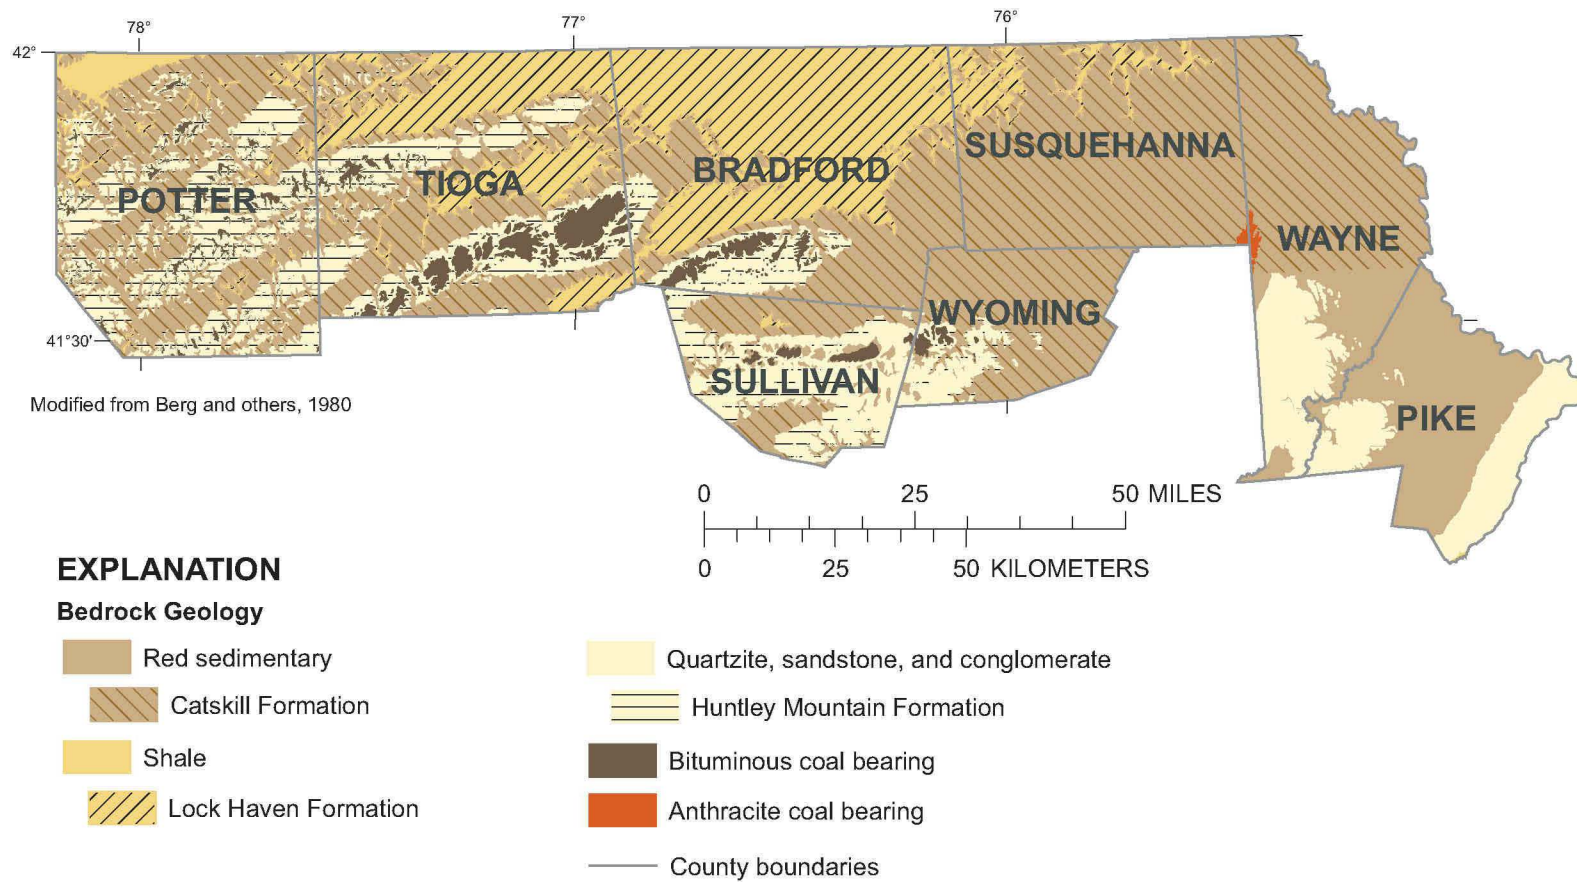 78°
77°
76°
42°
SUSQUEHANNA
BRADFORD
TIOGA
POTTER
WAYNE
WYOMING
41°30′
SULLIVAN
Modified from Berg and others, 1980
PIKE
0 25 50 MILES
0 25 50 KILOMETERS
EXPLANATION
Bedrock Geology
Red sedimentary
Catskill Formation
Shale
Lock Haven Formation
Quartzite, sandstone, and conglomerate
Huntley Mountain Formation
Bituminous coal bearing
Anthracite coal bearing
County boundaries